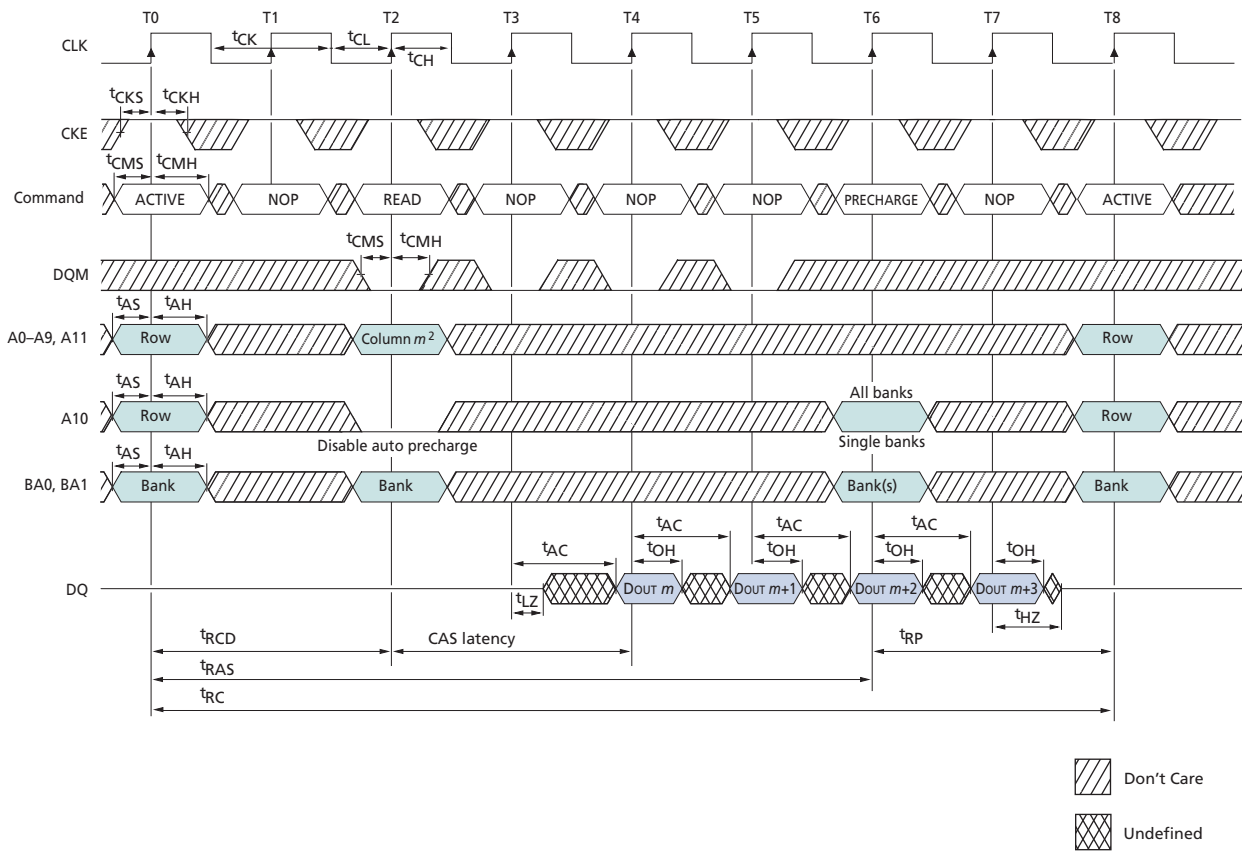 T0 T1 T2 T3 T4 T5 T6 T7 T8
CLK
tCK tCL
tCH
tCKS tCKH
CKE
tCMS tCMH
Command ACTIVE NOP READ NOP NOP NOP PRECHARGE NOP ACTIVE
tCMS tCMH
DQM
tAS tAH
A0–A9, A11 Row Column m2 Row
tAS tAH All banks
A10 Row Row
Disable auto precharge Single banks
tAS tAH
BA0, BA1 Bank Bank Bank(s) Bank
tAC tAC tAC
tAC tOH tOH tOH tOH
DQ DOUT m DOUT m+1 DOUT m+2 DOUT m+3
tLZ tHZ
tRCD CAS latency tRP
tRAS
tRC
Don't Care
Undefined